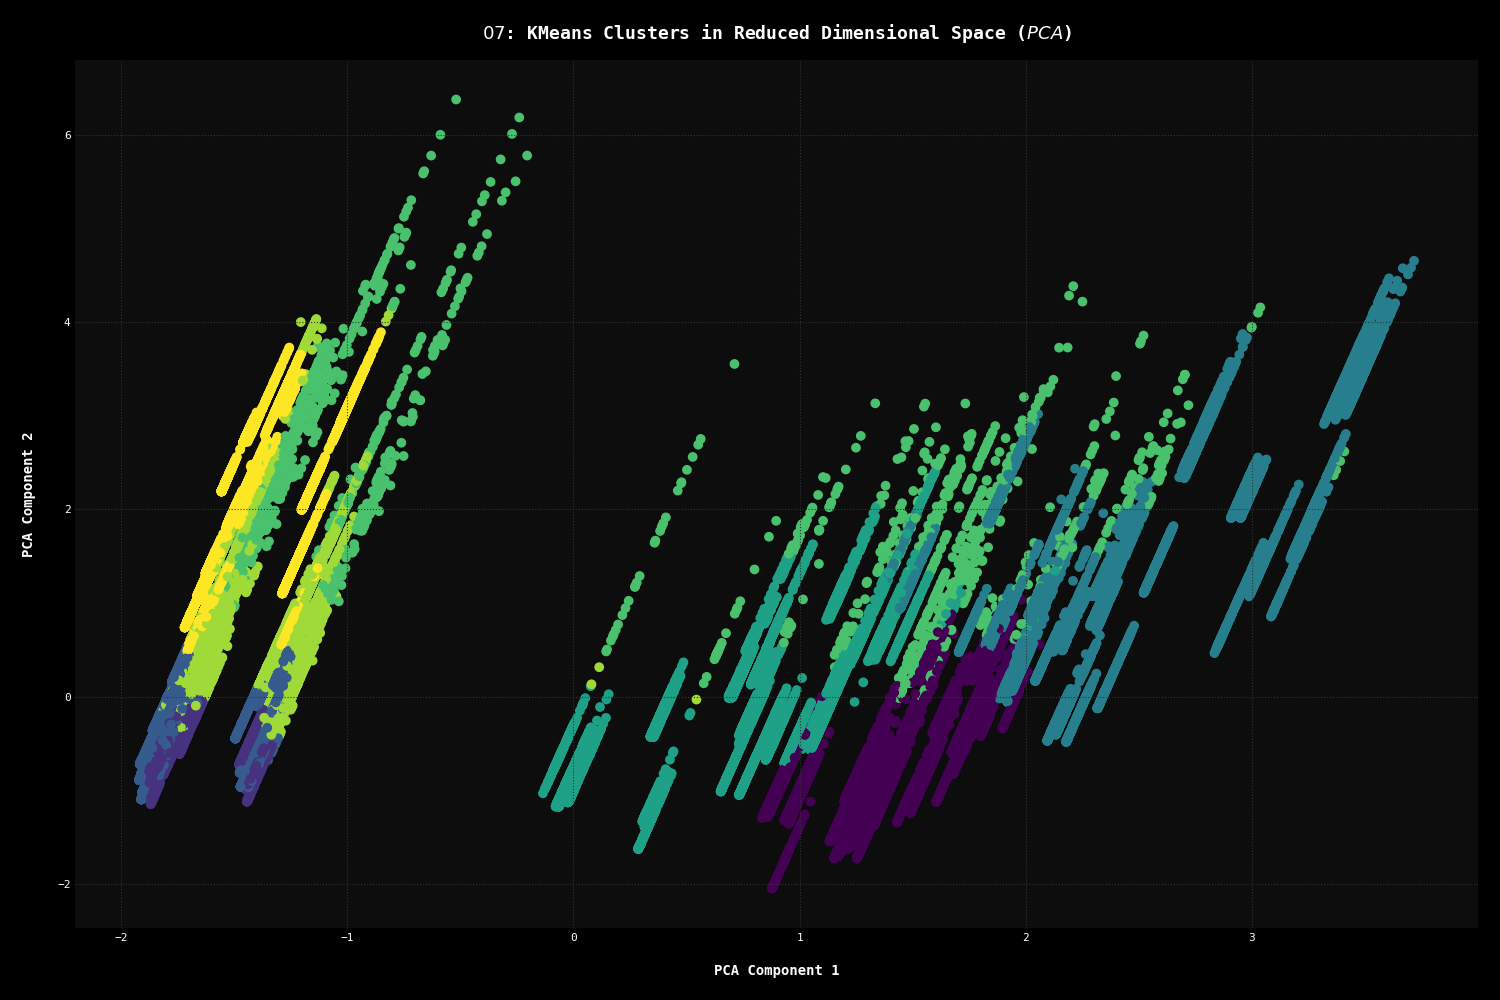 07: KMeans Clusters in Reduced Dimensional Space (PCA)
6
4
2
0
−2
PCA Component 2
−2 −1 0 1 2 3
PCA Component 1